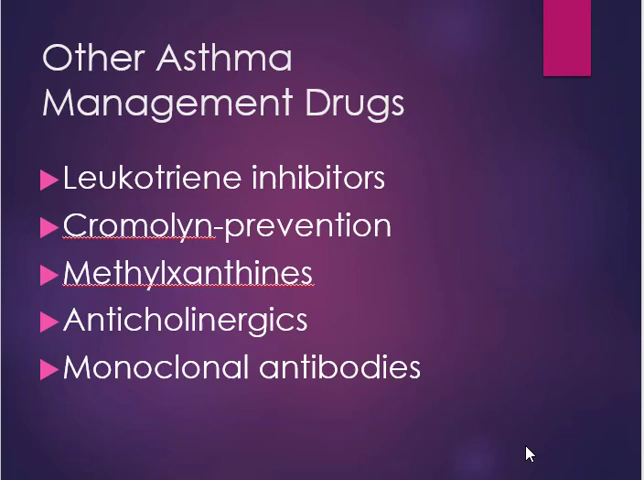 Other Asthma
Management Drugs
Leukotriene inhibitors
Cromolyn-prevention
Methylxanthines
Anticholinergics
Monoclonal antibodies